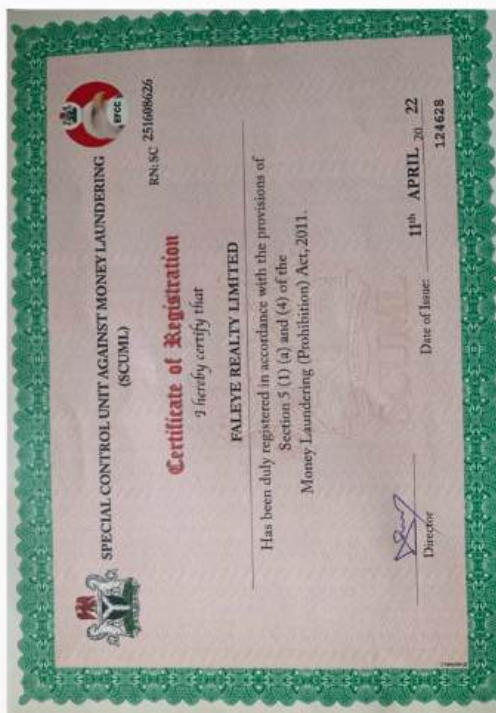 SPECIAL CONTROL UNIT AGAINST MONEY LAUNDERING
(SCUML)
EFCC
RN: SC 251608626
Certificate of Registration
I hereby certify that
FALEYE REALTY LIMITED
Has been duly registered in accordance with the provisions of
Section 5 (1) (a) and (4) of the
Money Laundering (Prohibition) Act, 2011.
Director
Date of Issue: 11th APRIL 20 22
124628